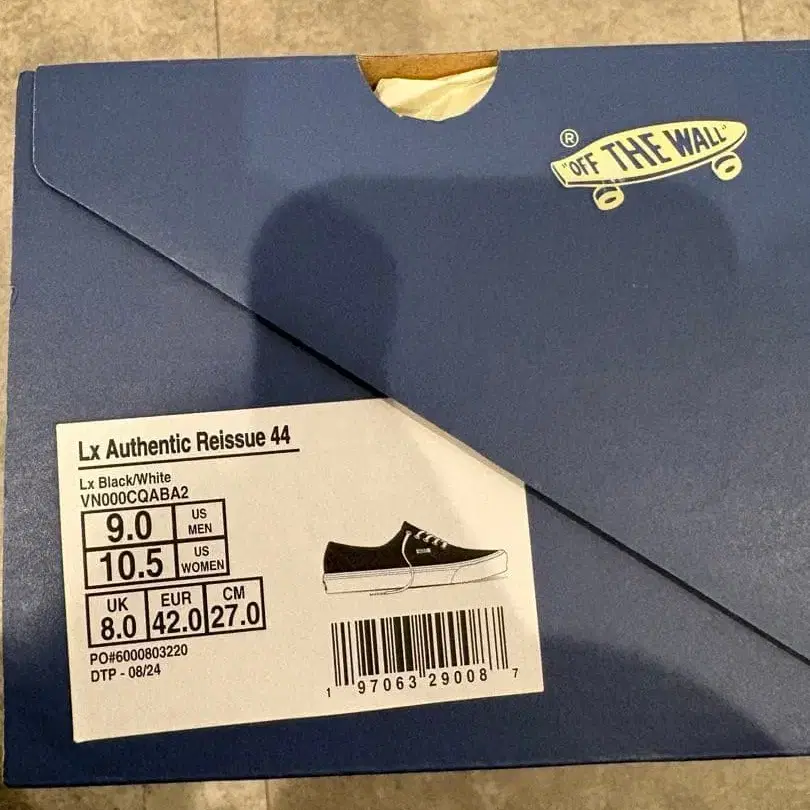 ® "OFF THE WALL"
Lx Authentic Reissue 44
Lx Black/White
VN000CQABA2
9.0 US MEN
10.5 US WOMEN
UK EUR CM
8.0 42.0 27.0
PO#6000803220
DTP - 08/24
1 97063 29008 7